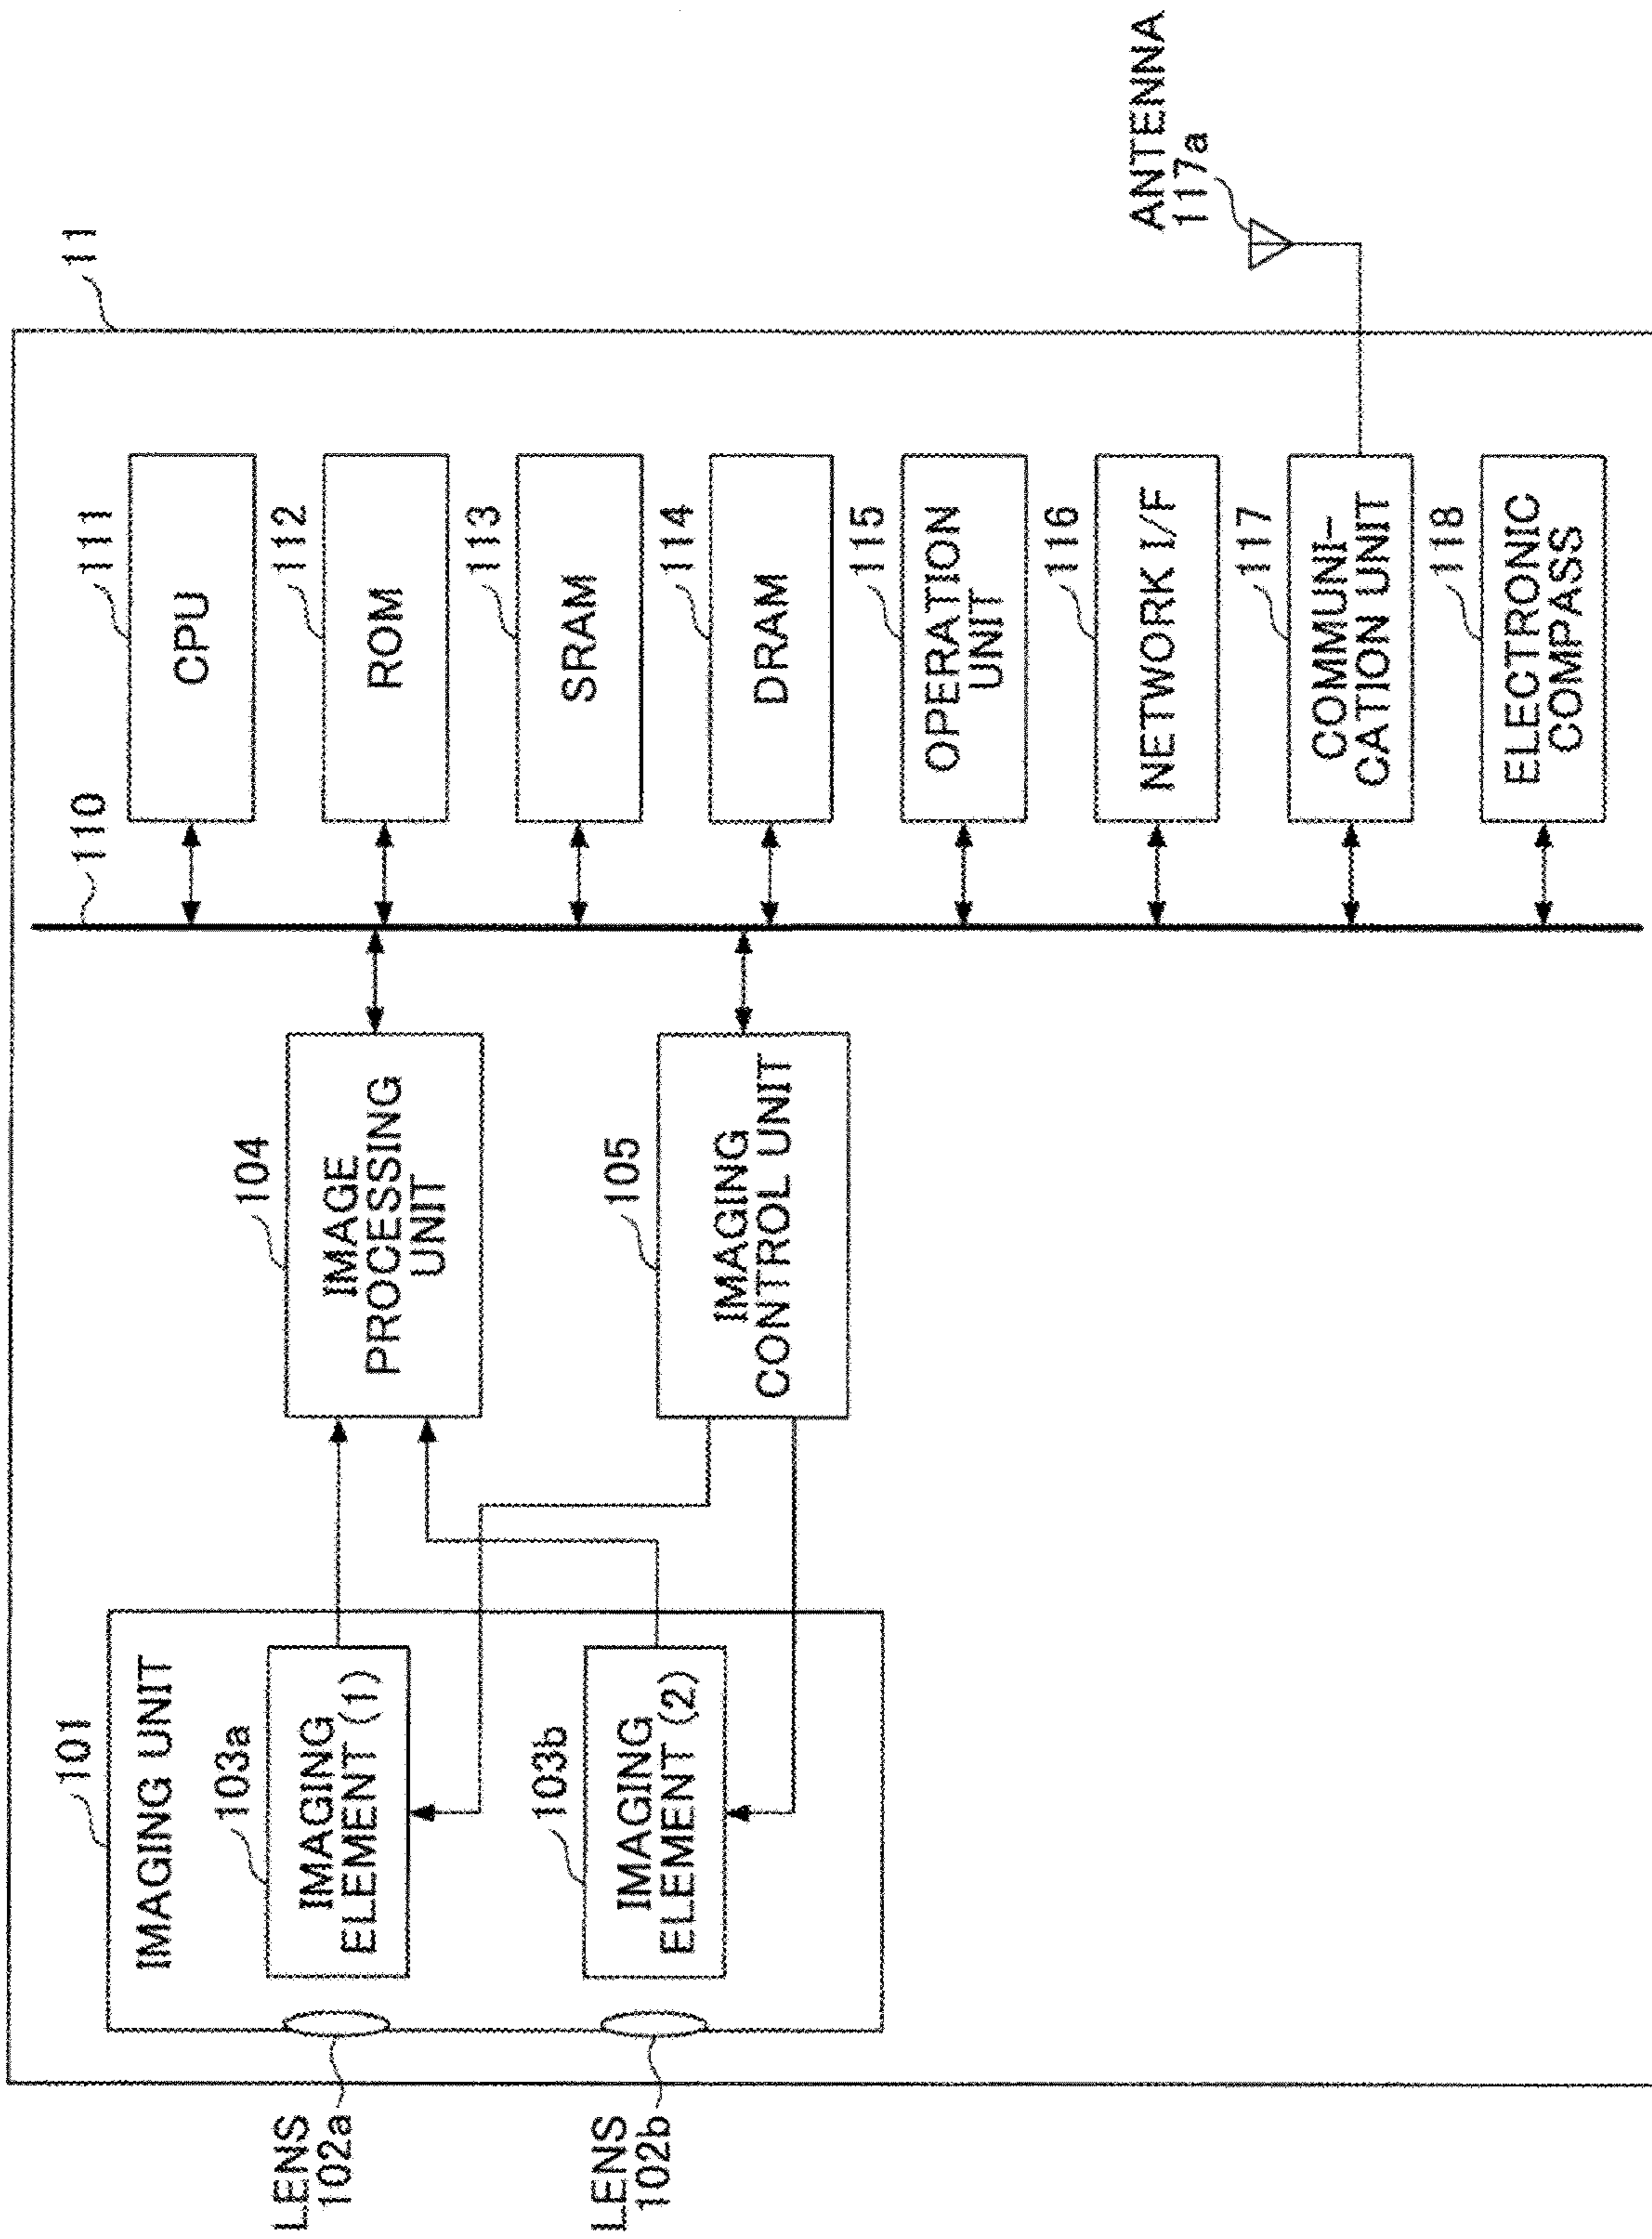 11
101
IMAGING UNIT
LENS
102a
103a
IMAGING
ELEMENT (1)
LENS
102b
103b
IMAGING
ELEMENT (2)
104
IMAGE
PROCESSING
UNIT
105
IMAGING
CONTROL UNIT
110
111
CPU
112
ROM
113
SRAM
114
DRAM
115
OPERATION
UNIT
116
NETWORK I/F
117
COMMUNI-
CATION UNIT
118
ELECTRONIC
COMPASS
ANTENNA
117a